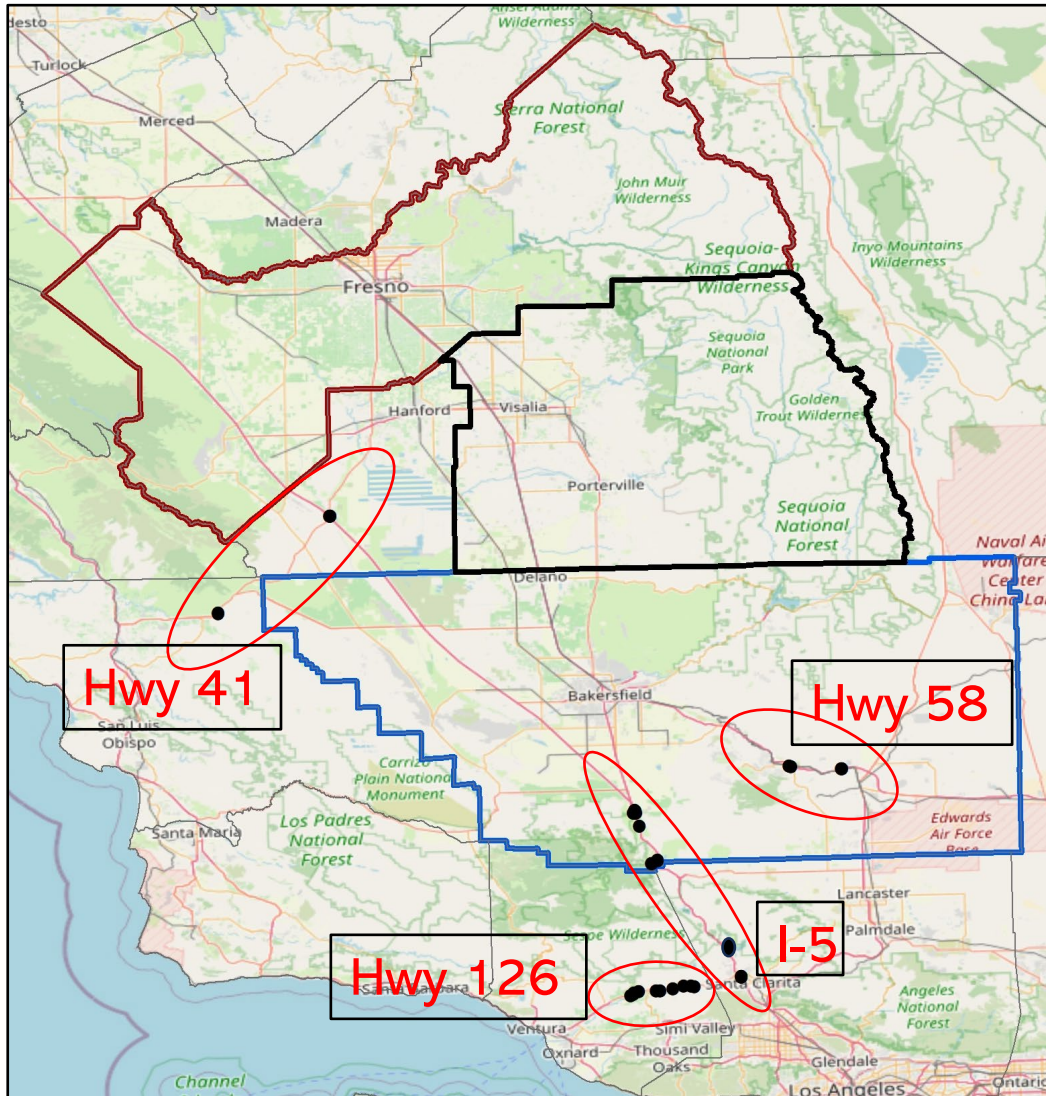 desto
Ansel Adams
Wilderness
Turlock
Merced
Sierra National
Forest
John Muir
Wilderness
Madera
Sequoia-
Kings Canyon
Wilderness
Inyo Mountains
Wilderness
Fresno
Sequoia
National
Park
Golden
Trout Wilderness
Hanford
Visalia
Porterville
Sequoia
National
Forest
Naval Ai
Warfare
Center
China La
Delano
Hwy 41
Bakersfield
Hwy 58
San Luis
Obispo
Carrizo
Plain National
Monument
Los Padres
National
Forest
Santa Maria
Edwards
Air Force
Base
Lancaster
Palmdale
Sespe Wilderness
I-5
Hwy 126
Santa Barbara
Santa Clarita
Angeles
National
Forest
Ventura
Simi Valley
Oxnard
Thousand
Oaks
Glendale
Channel
Los Angeles
Ontario